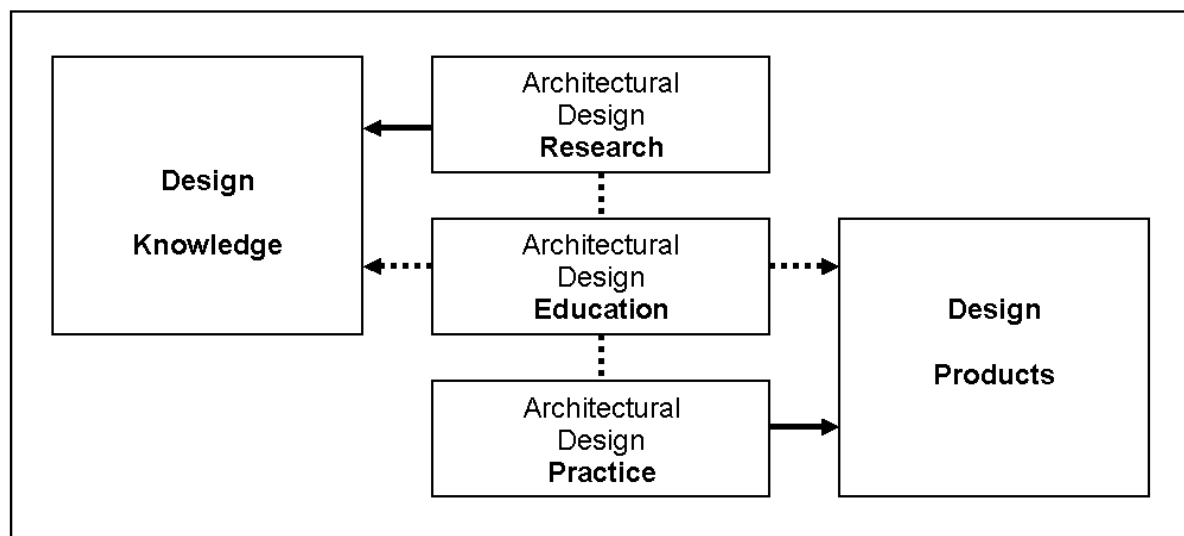 Design
Knowledge
Architectural
Design
Research
Architectural
Design
Education
Architectural
Design
Practice
Design
Products